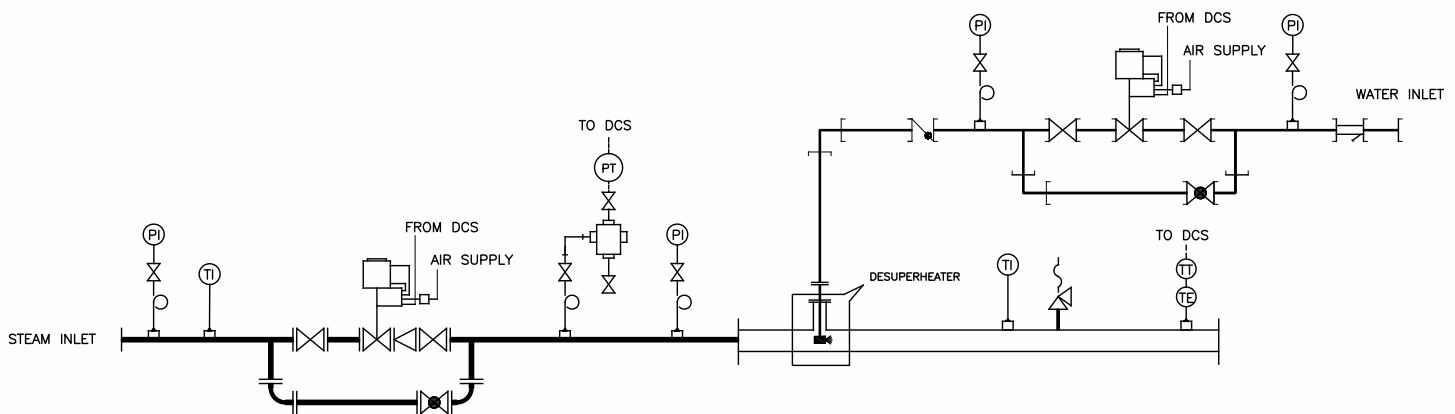 FROM DCS
PI
PI
AIR SUPPLY
WATER INLET
TO DCS
PT
FROM DCS
PI
TI
AIR SUPPLY
PI
TO DCS
DESUPERHEATER
TI
TT
TE
STEAM INLET